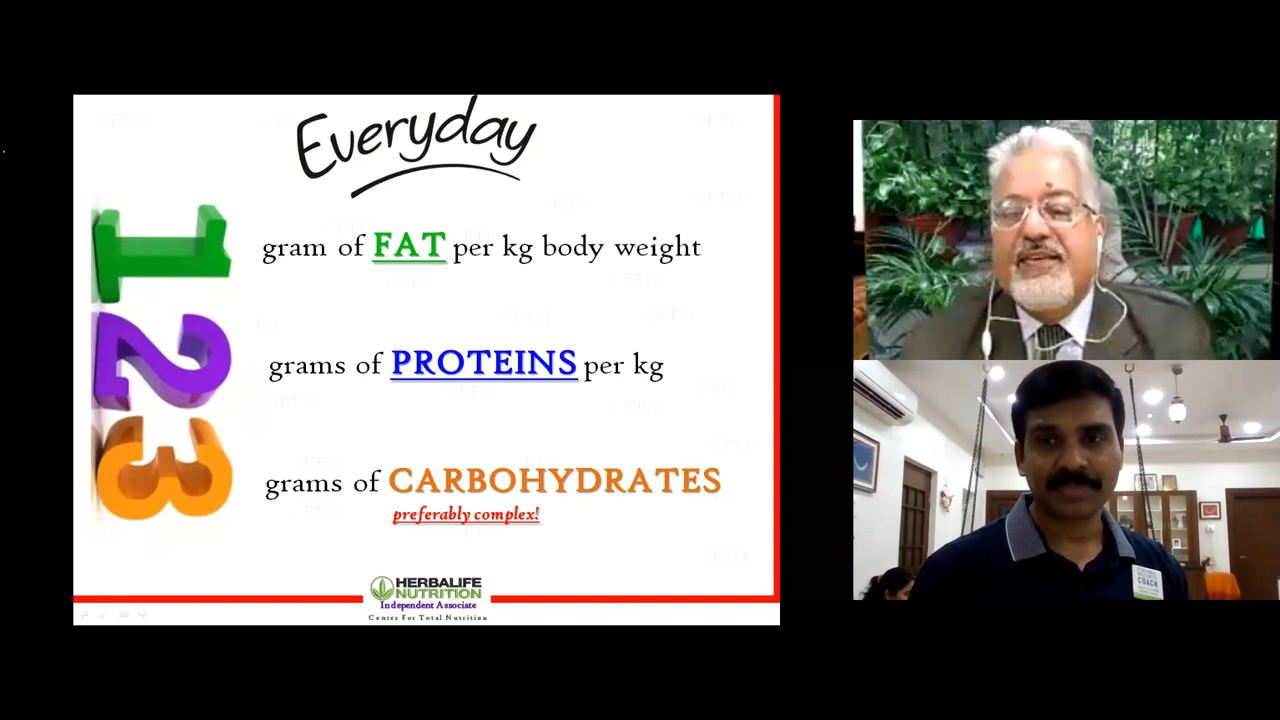 Everyday
1 gram of FAT per kg body weight
2 grams of PROTEINS per kg
3 grams of CARBOHYDRATES
preferably complex!
HERBALIFE
NUTRITION
Independent Associate
Center For Total Nutrition
COACH